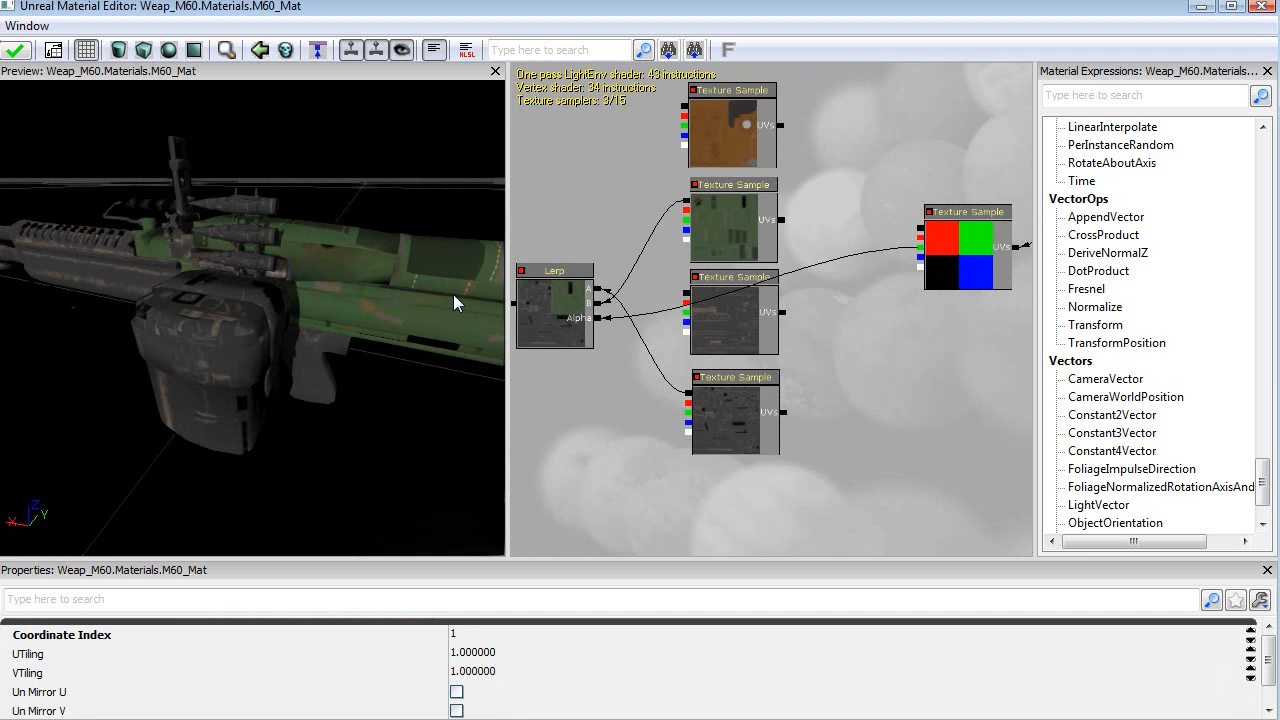 Unreal Material Editor: Weap_M60.Materials.M60_Mat
Window
HLSL
Type here to search
F
Preview: Weap_M60.Materials.M60_Mat
One pass LightEnv shader: 43 instructions
Vertex shader: 34 instructions
Texture samplers: 3/15
Texture Sample
UVs
Texture Sample
UVs
Texture Sample
UVs
Lerp
A
B
Alpha
Texture Sample
UVs
Texture Sample
UVs
Material Expressions: Weap_M60.Materials...
Type here to search
LinearInterpolate
PerInstanceRandom
RotateAboutAxis
Time
VectorOps
AppendVector
CrossProduct
DeriveNormalZ
DotProduct
Fresnel
Normalize
Transform
TransformPosition
Vectors
CameraVector
CameraWorldPosition
Constant2Vector
Constant3Vector
Constant4Vector
FoliageImpulseDirection
FoliageNormalizedRotationAxisAnd
LightVector
ObjectOrientation
Z
X
Y
Properties: Weap_M60.Materials.M60_Mat
Type here to search
Coordinate Index 1
UTiling 1.000000
VTiling 1.000000
Un Mirror U
Un Mirror V